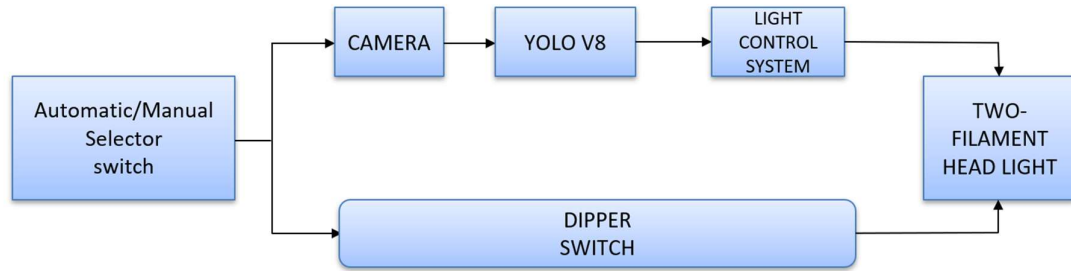 Automatic/Manual
Selector
switch
CAMERA
YOLO V8
LIGHT
CONTROL
SYSTEM
TWO-
FILAMENT
HEAD LIGHT
DIPPER
SWITCH